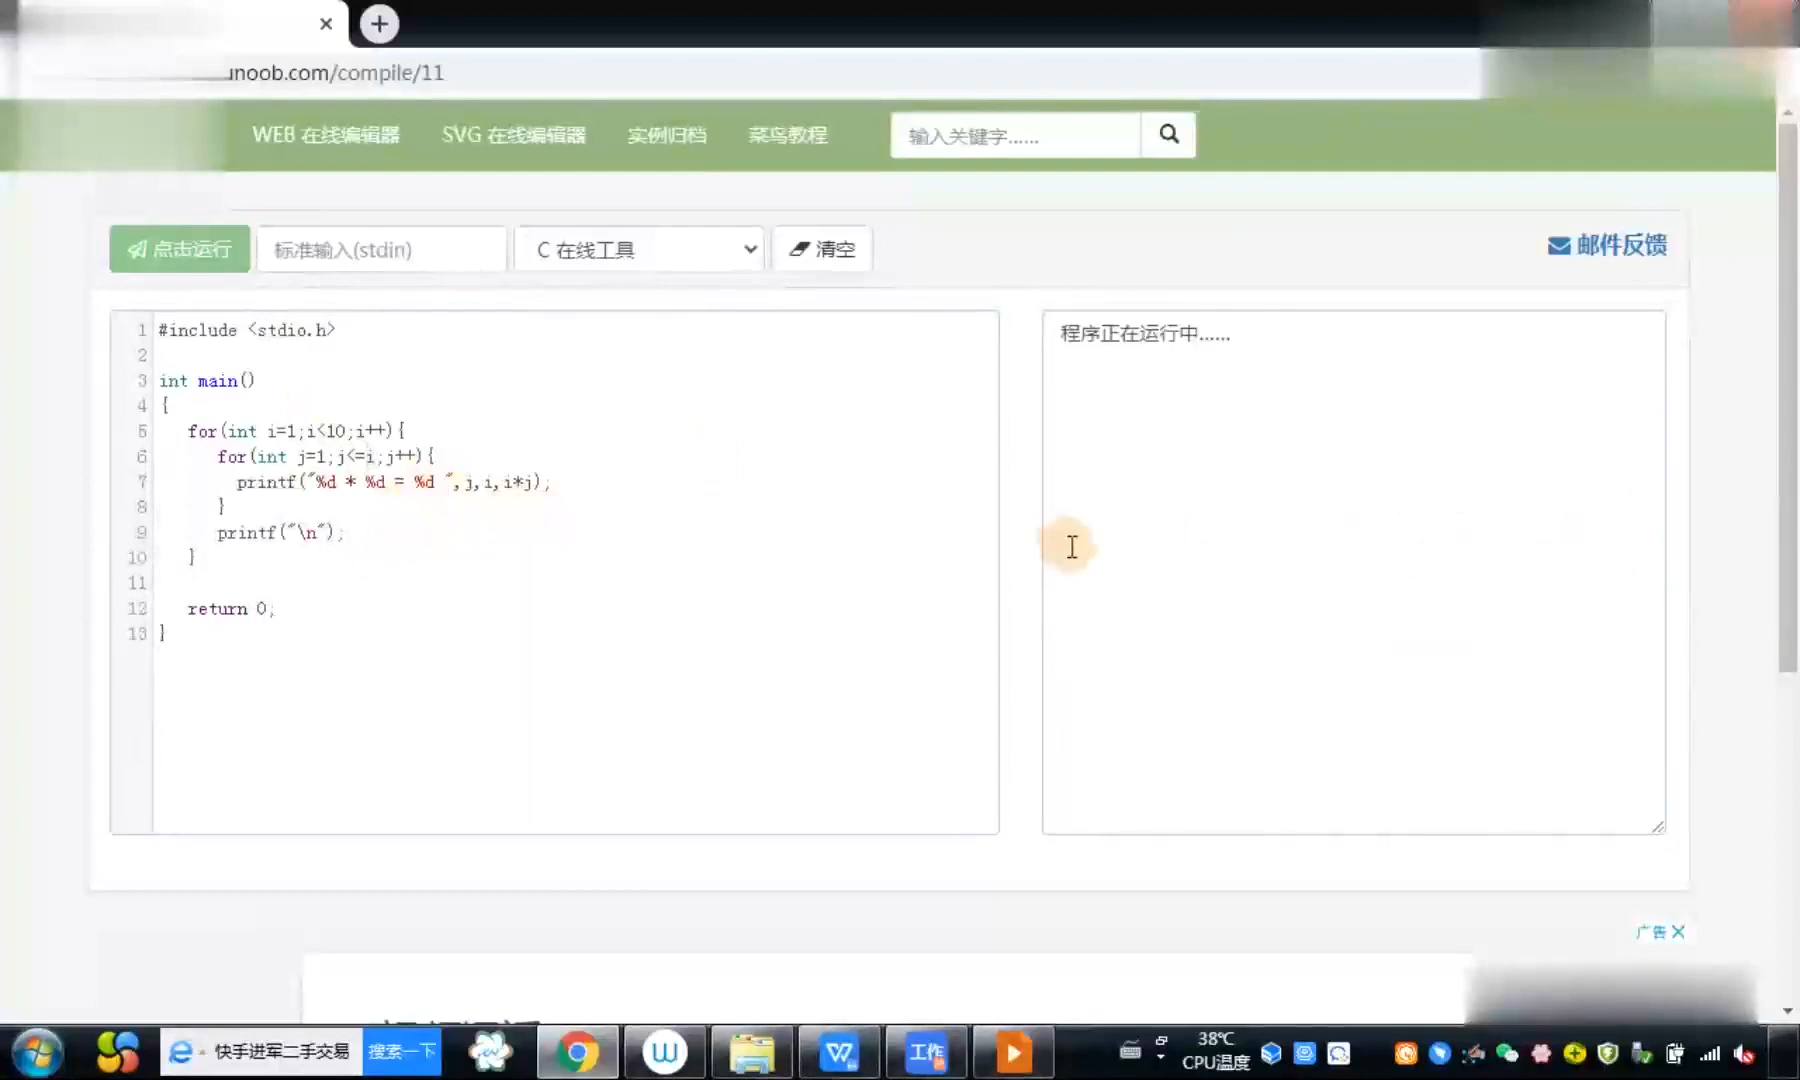 unoob.com/compile/11
WEB 在线编辑器 SVG 在线编辑器 实例归档 菜鸟教程 输入关键字......
点击运行 标准输入(stdin) C 在线工具 清空 邮件反馈
1 #include <stdio.h>
2
3 int main()
4 {
5 for(int i=1;i<10;i++){
6 for(int j=1;j<=i;j++){
7 printf("%d * %d = %d ",j,i,i*j);
8 }
9 printf("\n");
10 }
11
12 return 0;
13 }
程序正在运行中......
广告
快手进军二手交易 搜索一下
工作
38℃
CPU温度